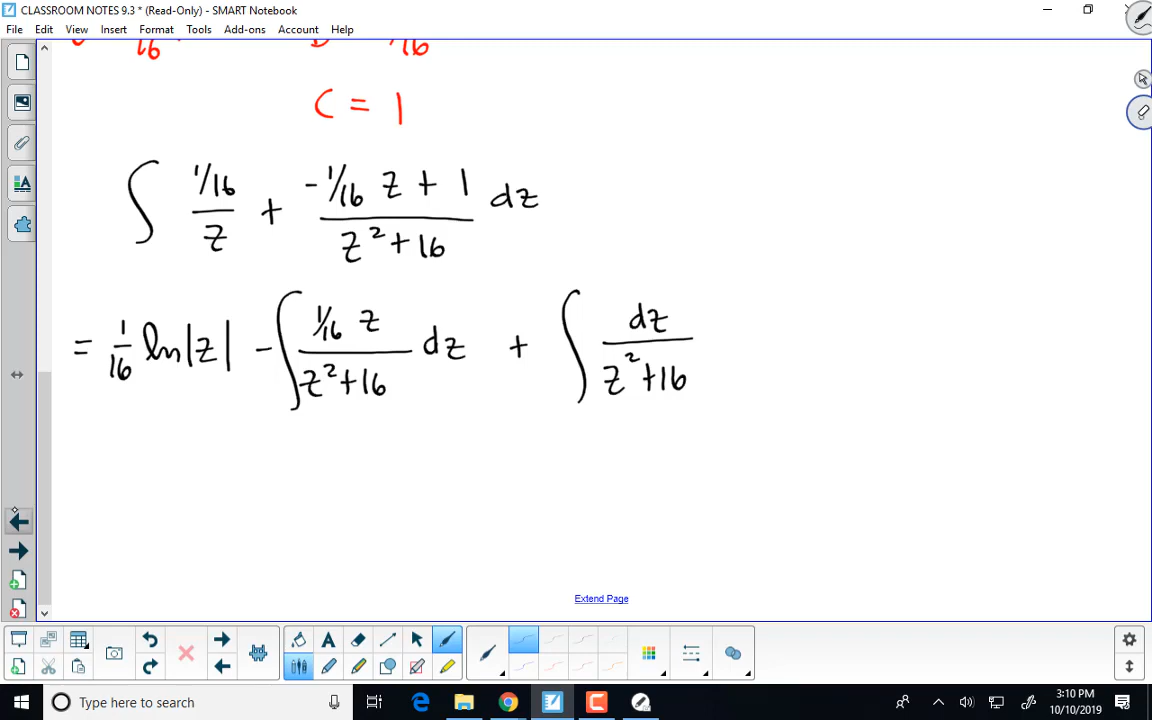 CLASSROOM NOTES 9.3 * (Read-Only) - SMART Notebook
File Edit View Insert Format Tools Add-ons Account Help
16 /16
C = 1
∫ (1/16)/z + (-1/16 z + 1)/(z² + 16) dz
= 1/16 ln|z| - ∫ (1/16 z)/(z² + 16) dz + ∫ dz/(z² + 16)
Extend Page
Type here to search
3:10 PM
10/10/2019